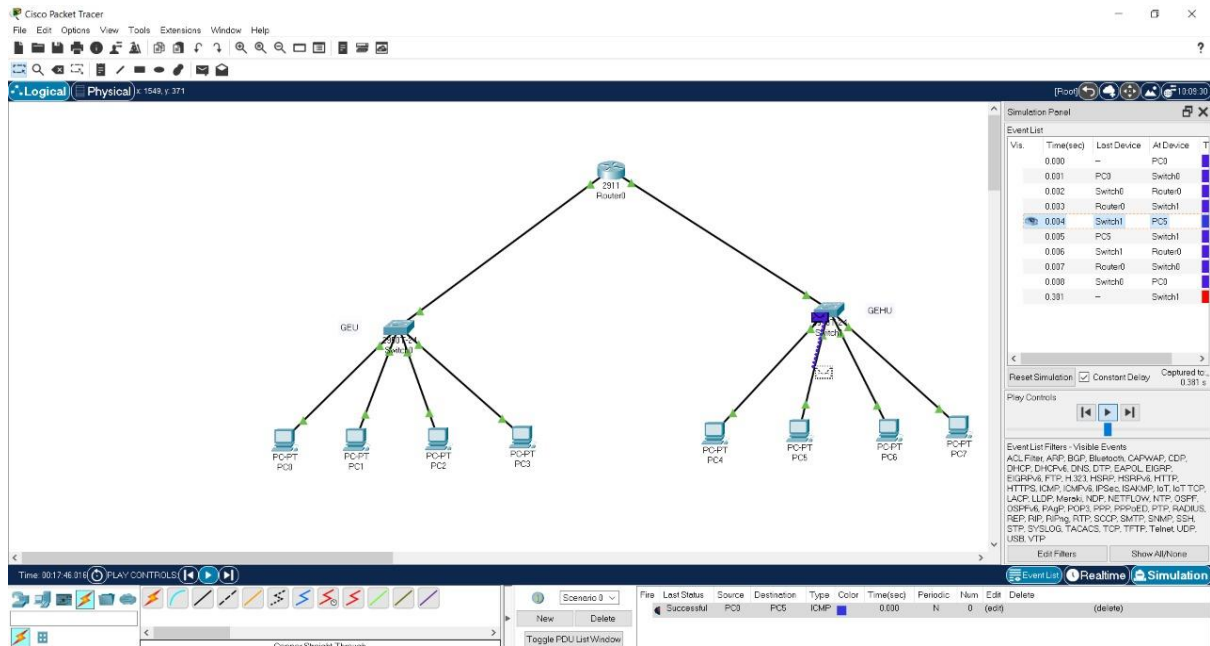 Cisco Packet Tracer
File Edit Options View Tools Extensions Window Help
?
Logical Physical x: 1549, y: 371
[Root] 10:09:30
Simulation Panel
Event List
Vis. Time(sec) Last Device At Device T
0.000 -- PC0
0.001 PC0 Switch0
0.002 Switch0 Router0
0.003 Router0 Switch1
0.004 Switch1 PC5
0.005 PC5 Switch1
0.006 Switch1 Router0
0.007 Router0 Switch0
0.008 Switch0 PC0
0.381 -- Switch1
Reset Simulation Constant Delay Captured to:
0.381 s
Play Controls
Event List Filters - Visible Events
ACL Filter, ARP, BGP, Bluetooth, CAPWAP, CDP,
DHCP, DHCPv6, DNS, DTP, EAPOL, EIGRP,
EIGRPv6, FTP, H.323, HSRP, HSRPv6, HTTP,
HTTPS, ICMP, ICMPv6, IPSec, ISAKMP, IoT, IoT TCP,
LACP, LLDP, Meraki, NDP, NETFLOW, NTP, OSPF,
OSPFv6, PAgP, POP3, PPP, PPPoED, PTP, RADIUS,
REP, RIP, RIPng, RTP, SCCP, SMTP, SNMP, SSH,
STP, SYSLOG, TACACS, TCP, TFTP, Telnet, UDP,
USB, VTP
Edit Filters Show All/None
2911
Router0
GEU
Switch0
GEHU
PC-PT
PC0
PC-PT
PC1
PC-PT
PC2
PC-PT
PC3
PC-PT
PC4
PC-PT
PC5
PC-PT
PC6
PC-PT
PC7
Time: 00:17:46.016 PLAY CONTROLS:
Event List Realtime Simulation
Scenario 0
New Delete
Toggle PDU List Window
Fire Last Status Source Destination Type Color Time(sec) Periodic Num Edit Delete
Successful PC0 PC5 ICMP 0.000 N 0 (edit) (delete)
Copper Straight-Through